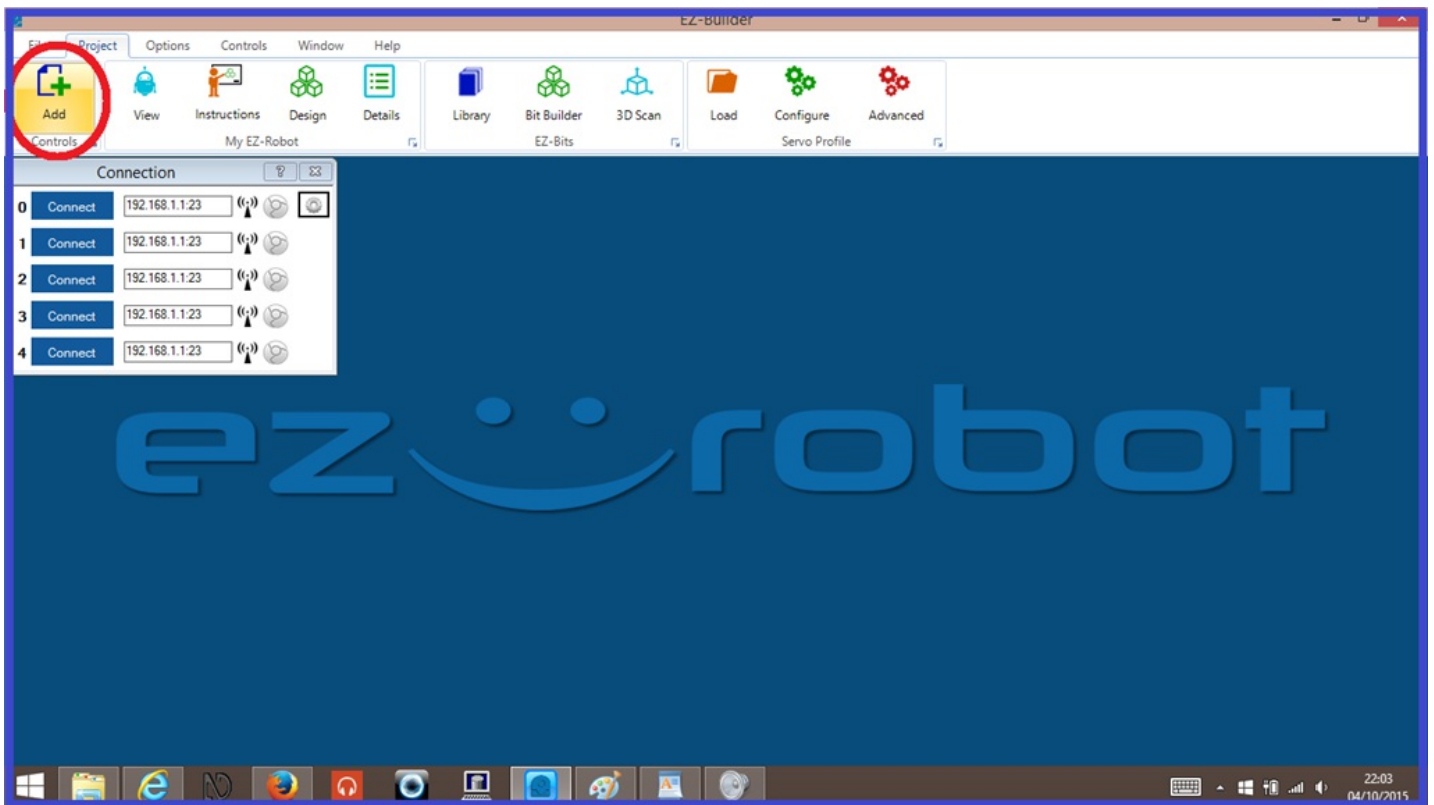 EZ-Builder
File Project Options Controls Window Help
Add View Instructions Design Details Library Bit Builder 3D Scan Load Configure Advanced
Controls My EZ-Robot EZ-Bits Servo Profile
Connection
0 Connect 192.168.1.1:23
1 Connect 192.168.1.1:23
2 Connect 192.168.1.1:23
3 Connect 192.168.1.1:23
4 Connect 192.168.1.1:23
ez robot
22:03
04/10/2015